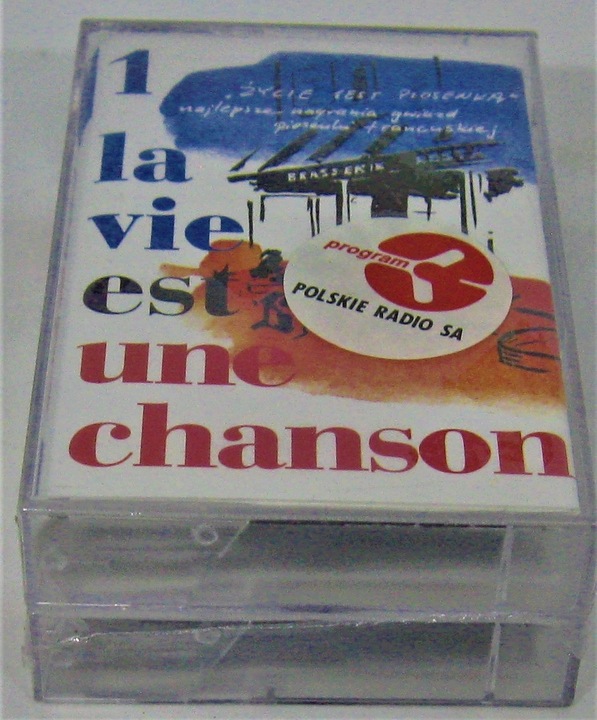 1
la
vie
est
une
chanson
„ŻYCIE JEST PIOSENKĄ"
najlepsze nagrania gwiazd
piosenki francuskiej
BRASSERIE
program
POLSKIE RADIO SA